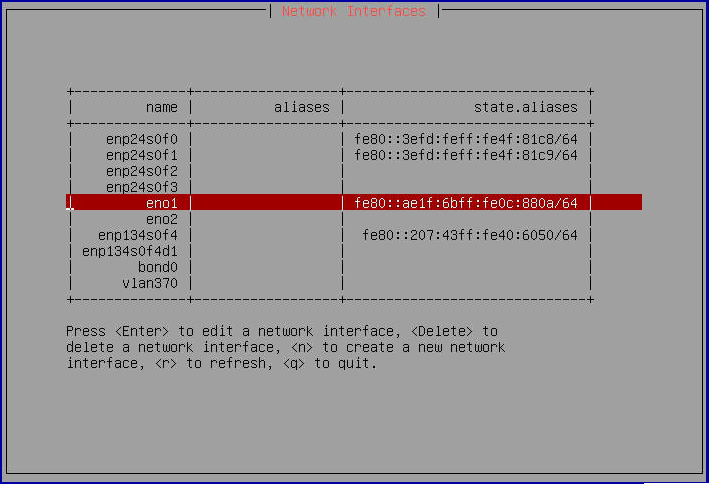 Network Interfaces
name | aliases | state.aliases
enp24s0f0 | | fe80::3efd:feff:fe4f:81c8/64
enp24s0f1 | | fe80::3efd:feff:fe4f:81c9/64
enp24s0f2
enp24s0f3
eno1 | | fe80::ae1f:6bff:fe0c:880a/64
eno2
enp134s0f4 | | fe80::207:43ff:fe40:6050/64
enp134s0f4d1
bond0
vlan370
Press <Enter> to edit a network interface, <Delete> to
delete a network interface, <n> to create a new network
interface, <r> to refresh, <q> to quit.